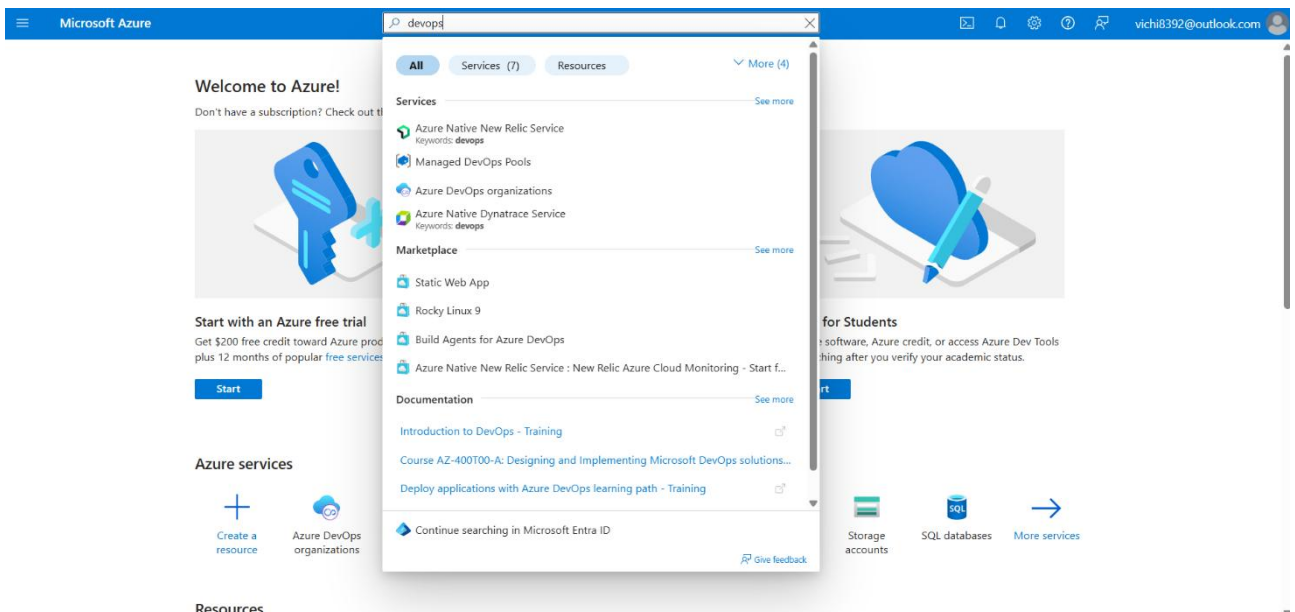 Microsoft Azure
devops
vichi8392@outlook.com
All
Services (7)
Resources
More (4)
Welcome to Azure!
Don't have a subscription? Check out
Services
See more
Azure Native New Relic Service
Keywords: devops
Managed DevOps Pools
Azure DevOps organizations
Azure Native Dynatrace Service
Keywords: devops
Marketplace
See more
Static Web App
Rocky Linux 9
Build Agents for Azure DevOps
Azure Native New Relic Service : New Relic Azure Cloud Monitoring - Start f...
Documentation
See more
Introduction to DevOps - Training
Course AZ-400T00-A: Designing and Implementing Microsoft DevOps solutions...
Deploy applications with Azure DevOps learning path - Training
Continue searching in Microsoft Entra ID
Give feedback
Start with an Azure free trial
Get $200 free credit toward Azure prod
plus 12 months of popular free services
Start
for Students
software, Azure credit, or access Azure Dev Tools
hing after you verify your academic status.
rt
Azure services
Create a
resource
Azure DevOps
organizations
Storage
accounts
SQL
SQL databases
More services
Resources